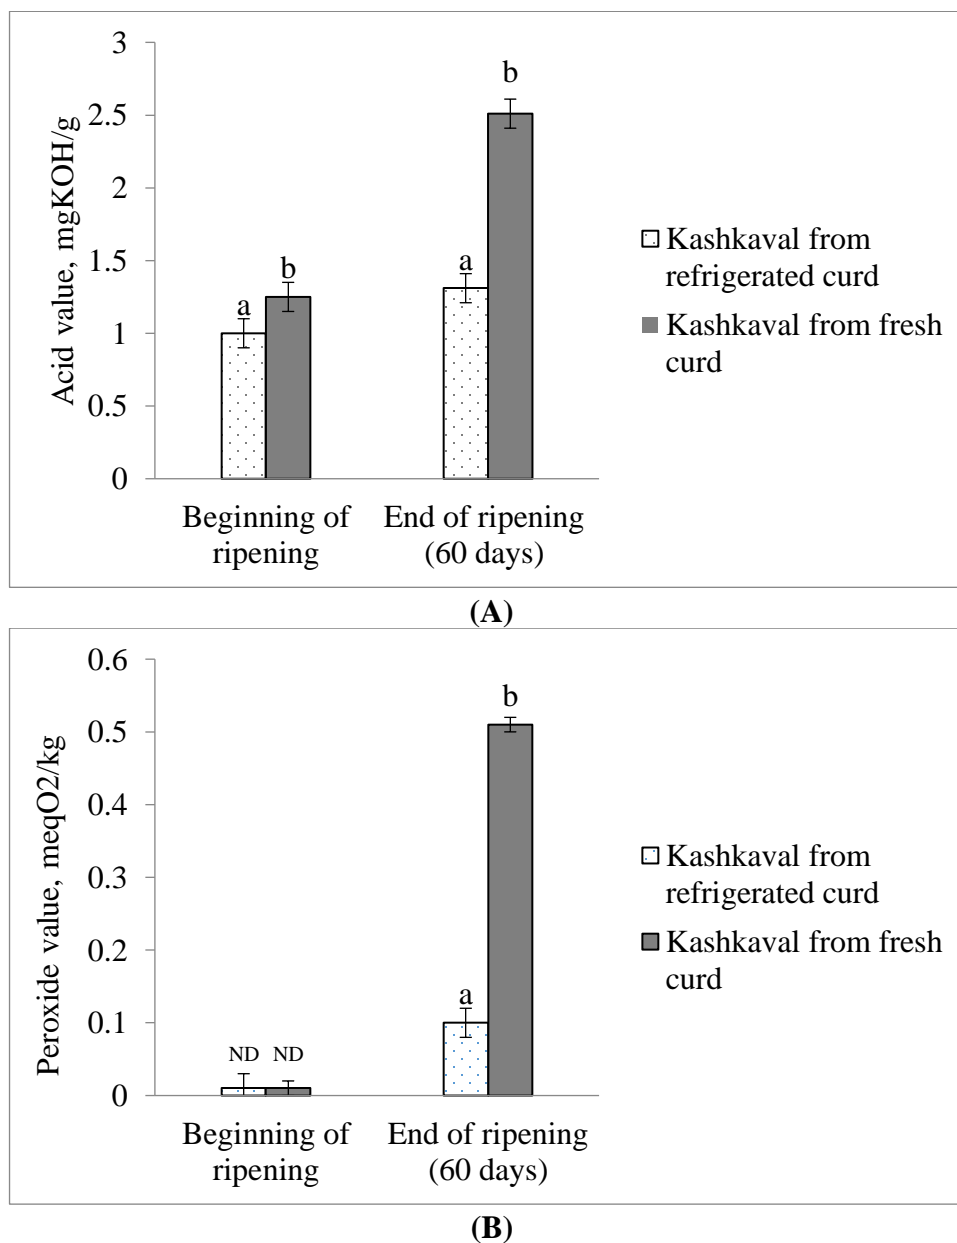 Acid value, mgKOH/g
3
2.5
2
1.5
1
0.5
0
a
b
a
b
Beginning of
ripening
End of ripening
(60 days)
Kashkaval from
refrigerated curd
Kashkaval from fresh
curd
(A)
Peroxide value, meqO2/kg
0.6
0.5
0.4
0.3
0.2
0.1
0
ND
ND
a
b
Beginning of
ripening
End of ripening
(60 days)
Kashkaval from
refrigerated curd
Kashkaval from fresh
curd
(B)